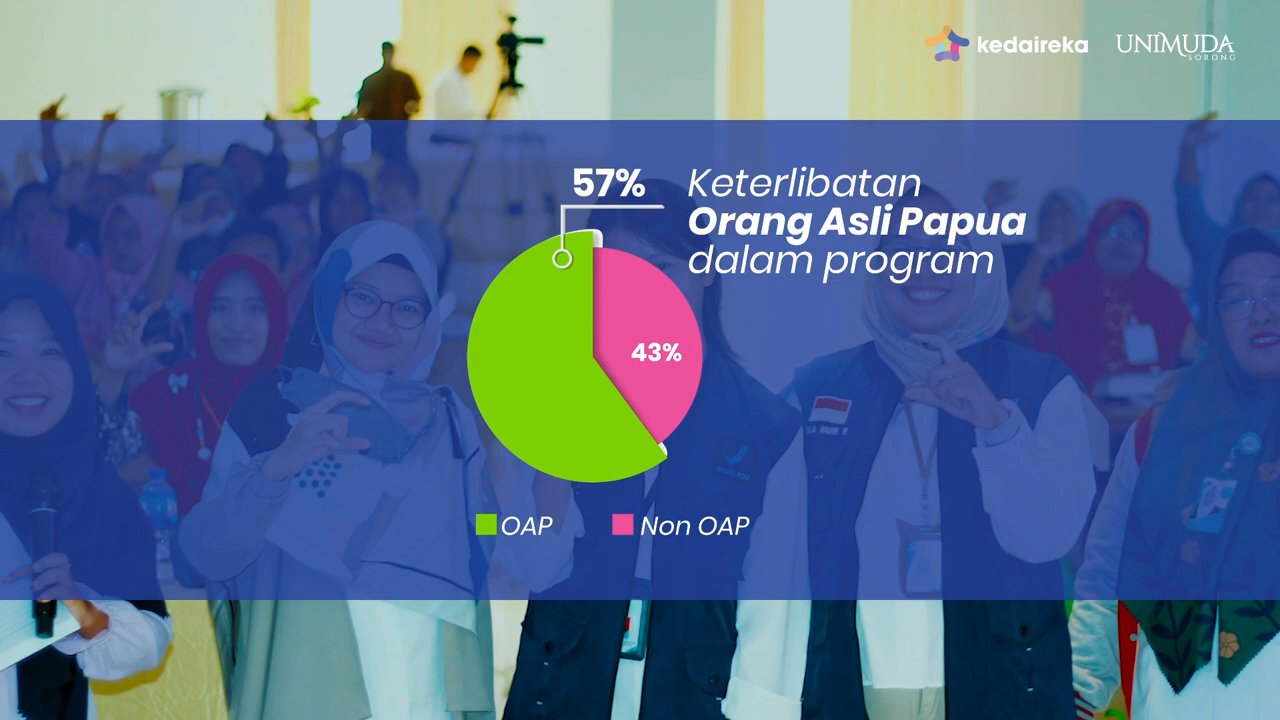 kedaireka
UNIMUDA
SORONG
57%
Keterlibatan
Orang Asli Papua
dalam program
43%
OAP
Non OAP